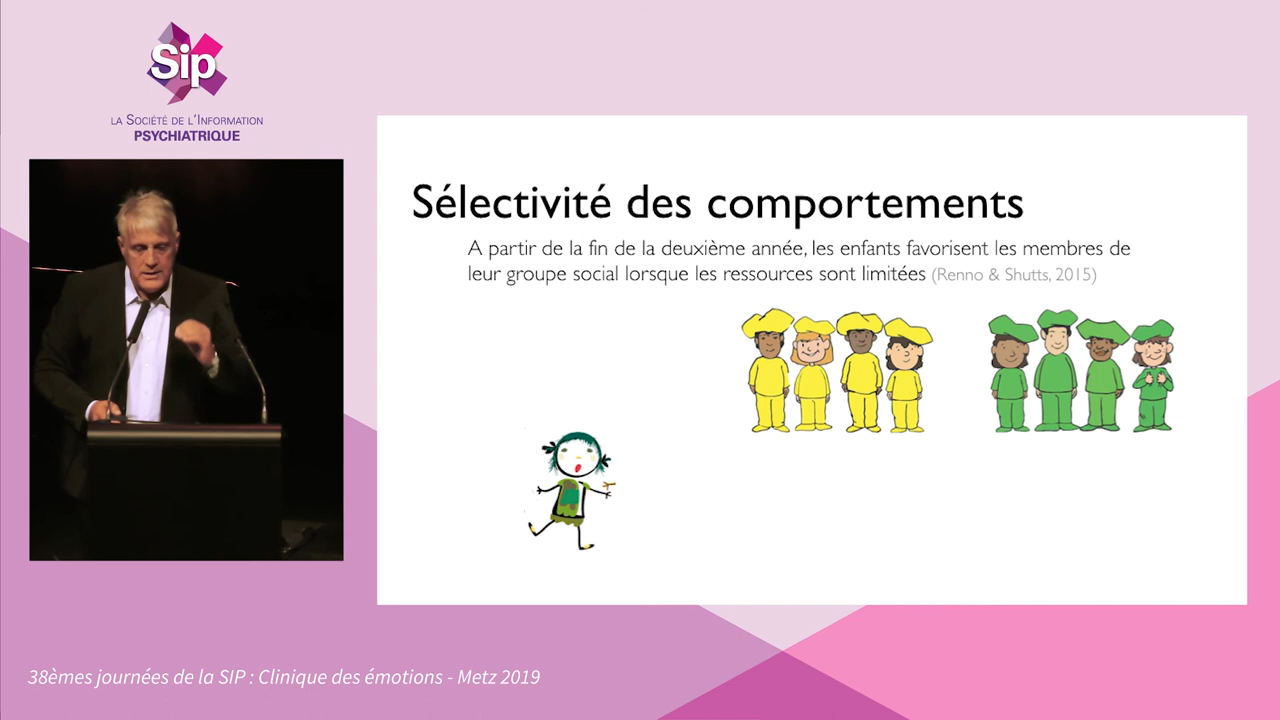 Sip
LA SOCIÉTÉ DE L'INFORMATION
PSYCHIATRIQUE
Sélectivité des comportements
A partir de la fin de la deuxième année, les enfants favorisent les membres de
leur groupe social lorsque les ressources sont limitées (Renno & Shutts, 2015)
38èmes journées de la SIP : Clinique des émotions - Metz 2019